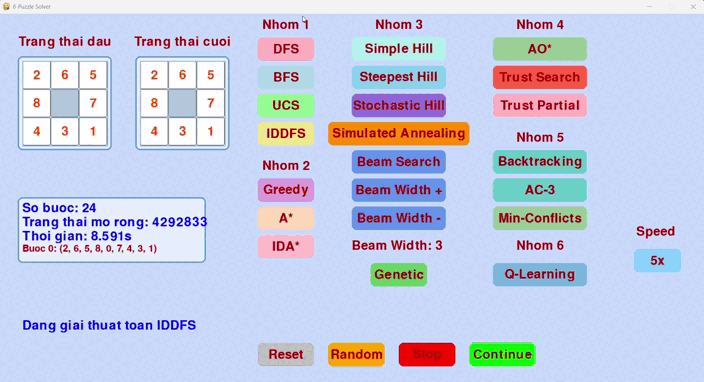 8-Puzzle Solver
Trang thai dau
Trang thai cuoi
2 6 5
8 7
4 3 1
2 6 5
8 7
4 3 1
So buoc: 24
Trang thai mo rong: 4292833
Thoi gian: 8.591s
Buoc 0: (2, 6, 5, 8, 0, 7, 4, 3, 1)
Dang giai thuat toan IDDFS
Nhom 1
DFS
BFS
UCS
IDDFS
Nhom 2
Greedy
A*
IDA*
Nhom 3
Simple Hill
Steepest Hill
Stochastic Hill
Simulated Annealing
Beam Search
Beam Width +
Beam Width -
Beam Width: 3
Genetic
Nhom 4
AO*
Trust Search
Trust Partial
Nhom 5
Backtracking
AC-3
Min-Conflicts
Nhom 6
Q-Learning
Speed
5x
Reset
Random
Stop
Continue